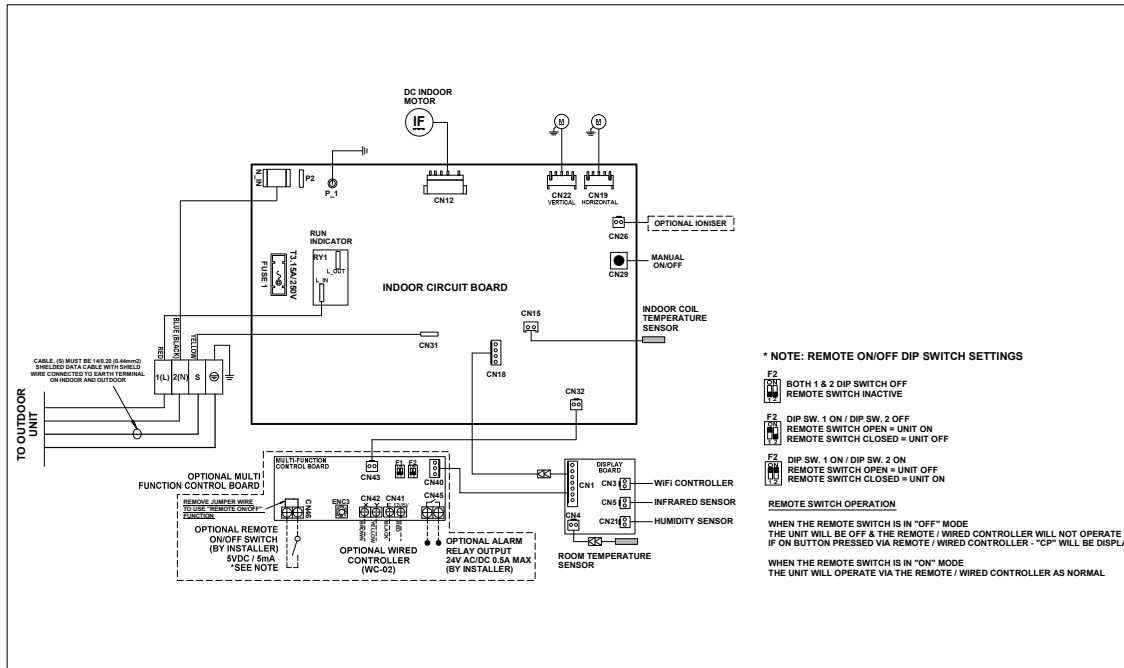 DC INDOOR
MOTOR
IF
M
M
N_IN
P2
P_1
CN12
CN22
VERTICAL
CN19
HORIZONTAL
CN26
OPTIONAL IONISER
MANUAL
ON/OFF
CN29
RUN
INDICATOR
RY1
L_OUT
L_IN
FUSE 1
T3.15A/250V
INDOOR CIRCUIT BOARD
CN15
INDOOR COIL
TEMPERATURE
SENSOR
CN31
CN18
CN32
RED
BLUE (BLACK)
YELLOW
CABLE, (S) MUST BE 14/0.20 (0.44mm2)
SHIELDED DATA CABLE WITH SHIELD
WIRE CONNECTED TO EARTH TERMINAL
ON INDOOR AND OUTDOOR
1(L)
2(N)
S
TO OUTDOOR
UNIT
OPTIONAL MULTI
FUNCTION CONTROL BOARD
MULTI-FUNCTION
CONTROL BOARD
CN43
F1
F2
CN40
REMOVE JUMPER WIRE
TO USE "REMOTE ON/OFF"
FUNCTION
CN46
ENC3
CN42
X
Y
CN41
E
12V/5V
CN45
BROWN
YELLOW
BLACK
RED
OPTIONAL REMOTE
ON/OFF SWITCH
(BY INSTALLER)
5VDC / 5mA
*SEE NOTE
OPTIONAL WIRED
CONTROLLER
(WC-02)
OPTIONAL ALARM
RELAY OUTPUT
24V AC/DC 0.5A MAX
(BY INSTALLER)
DISPLAY
BOARD
CN1
CN3
WiFi CONTROLLER
CN5
INFRARED SENSOR
CN4
CN21
HUMIDITY SENSOR
ROOM TEMPERATURE
SENSOR
* NOTE: REMOTE ON/OFF DIP SWITCH SETTINGS
F2
ON
1 2
BOTH 1 & 2 DIP SWITCH OFF
REMOTE SWITCH INACTIVE
F2
ON
1 2
DIP SW. 1 ON / DIP SW. 2 OFF
REMOTE SWITCH OPEN = UNIT ON
REMOTE SWITCH CLOSED = UNIT OFF
F2
ON
1 2
DIP SW. 1 ON / DIP SW. 2 ON
REMOTE SWITCH OPEN = UNIT OFF
REMOTE SWITCH CLOSED = UNIT ON
REMOTE SWITCH OPERATION
WHEN THE REMOTE SWITCH IS IN "OFF" MODE
THE UNIT WILL BE OFF & THE REMOTE / WIRED CONTROLLER WILL NOT OPERATE
IF ON BUTTON PRESSED VIA REMOTE / WIRED CONTROLLER - "CP" WILL BE DISPLA
WHEN THE REMOTE SWITCH IS IN "ON" MODE
THE UNIT WILL OPERATE VIA THE REMOTE / WIRED CONTROLLER AS NORMAL